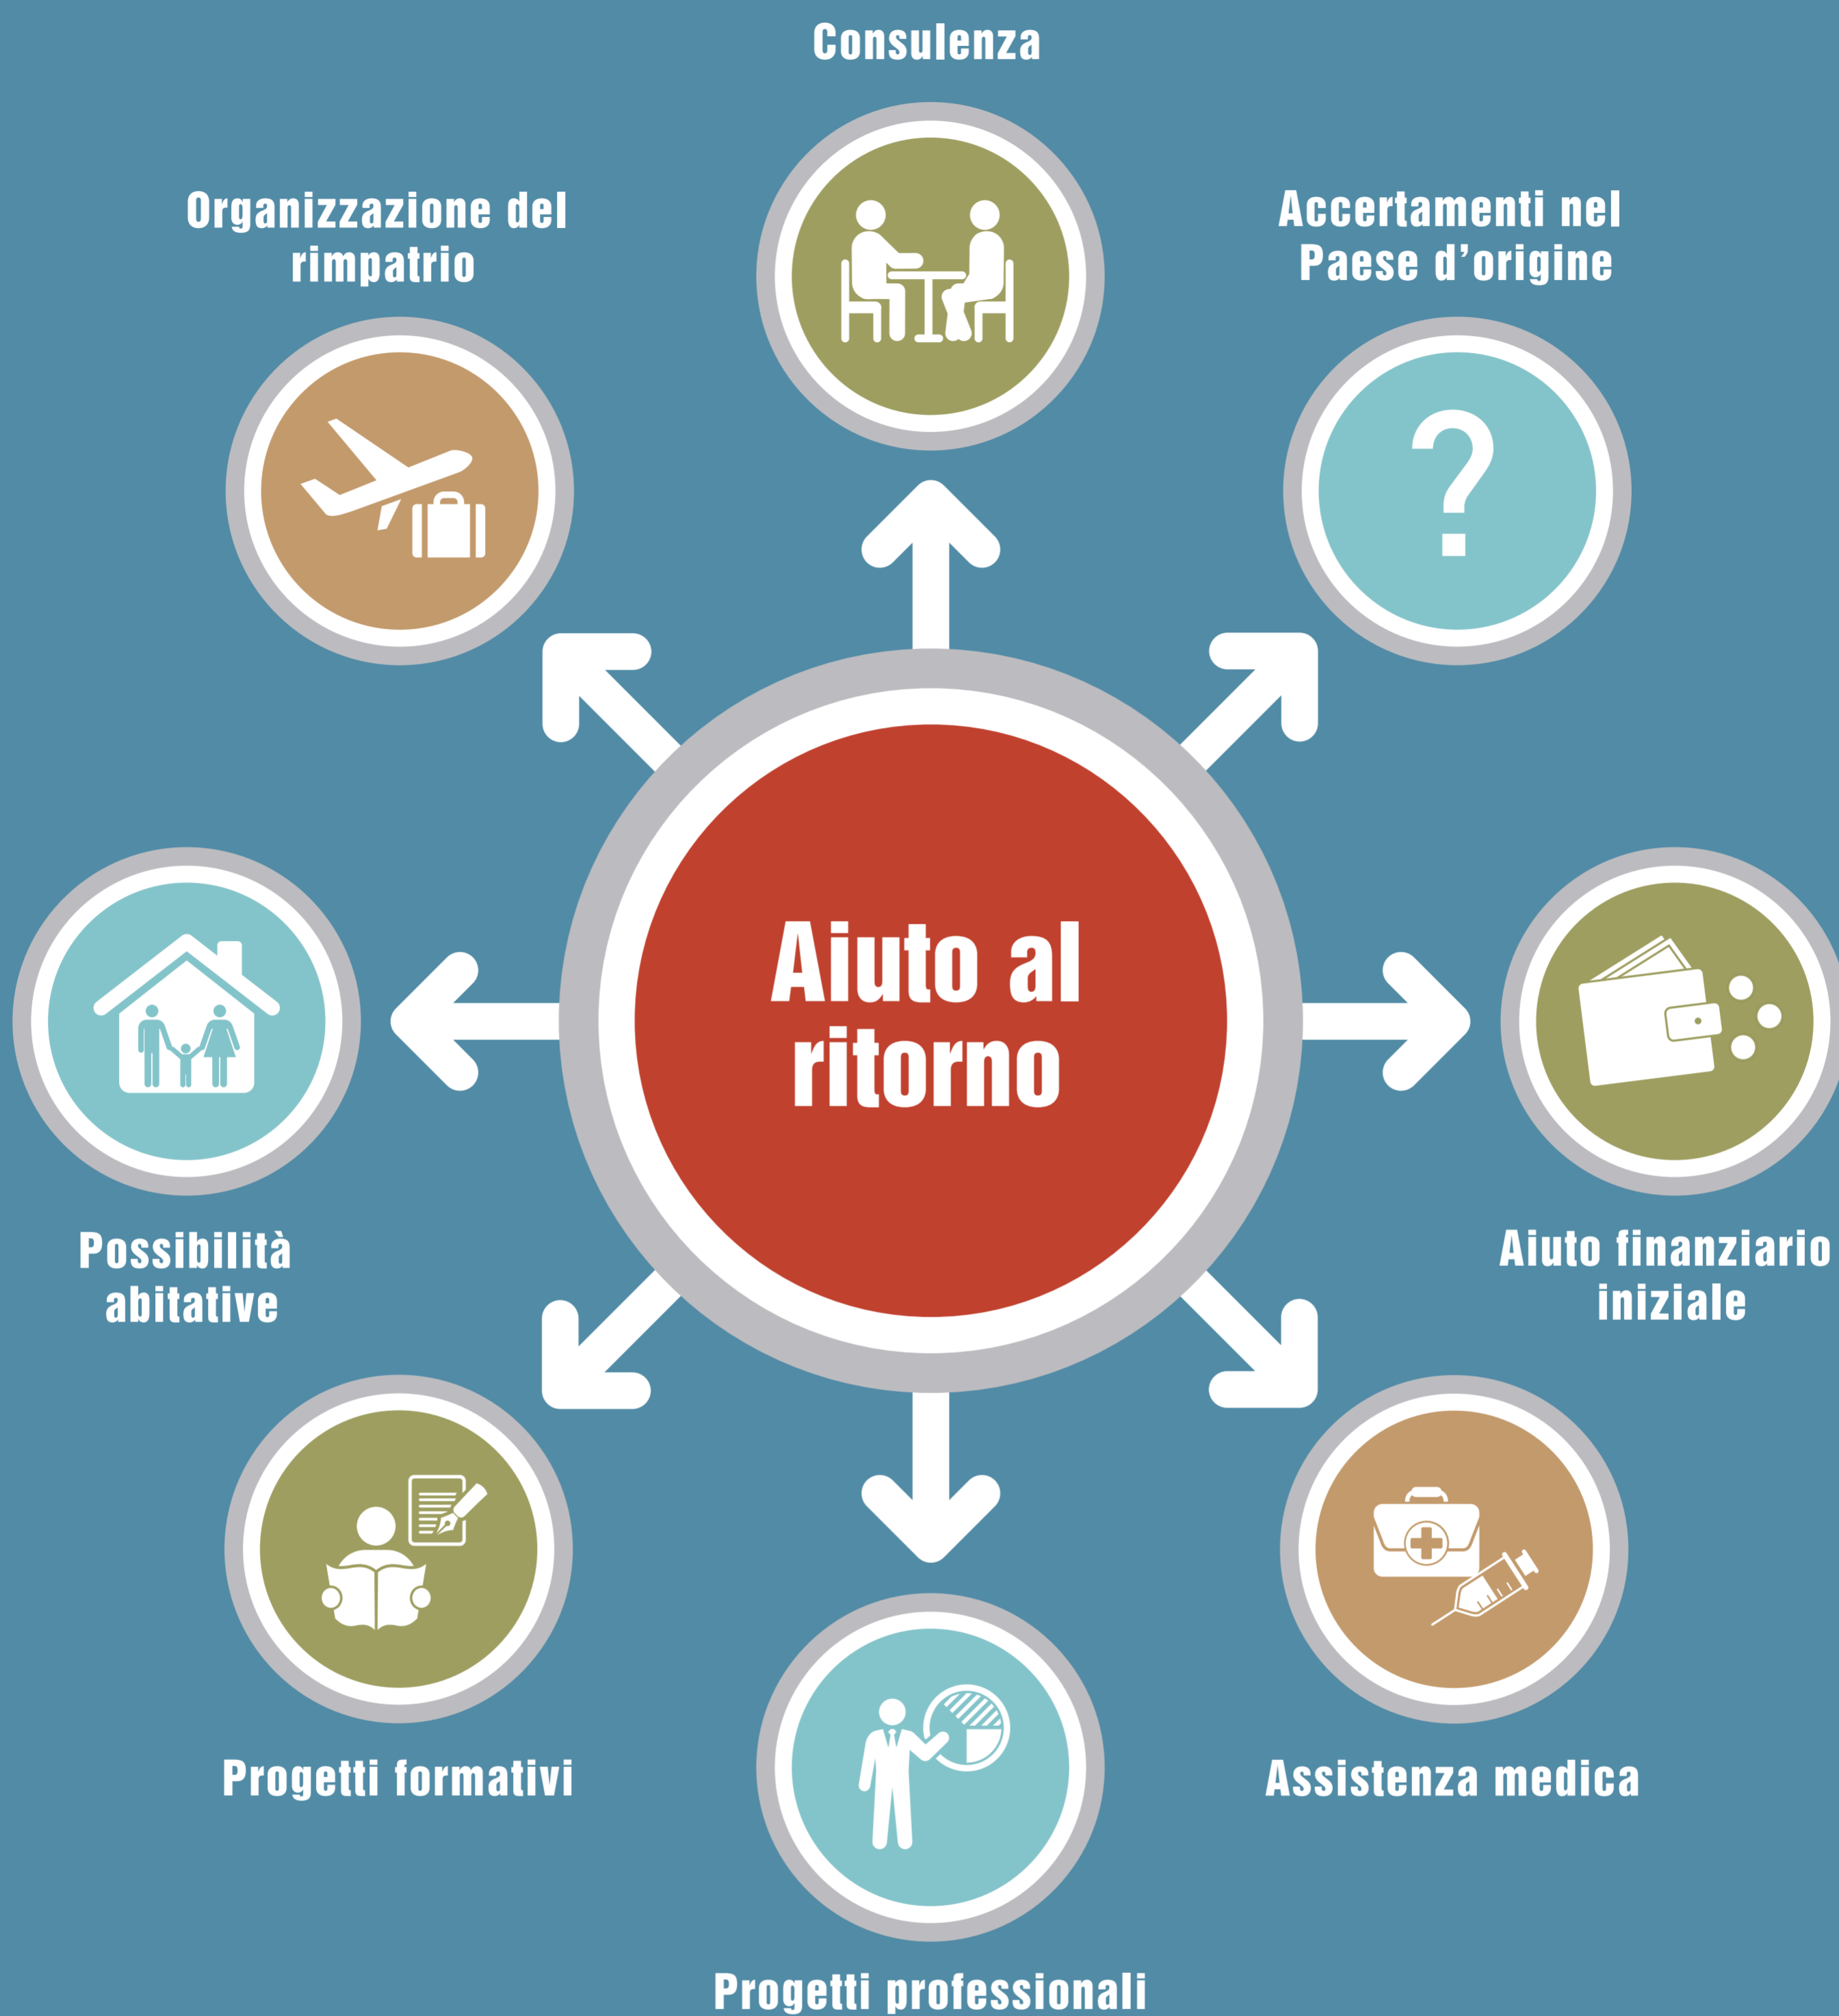 Consulenza
Organizzazione del
rimpatrio
Accertamenti nel
Paese d'origine
Aiuto al
ritorno
Possibilità
abitative
Aiuto finanziario
iniziale
Progetti formativi
Assistenza medica
Progetti professionali